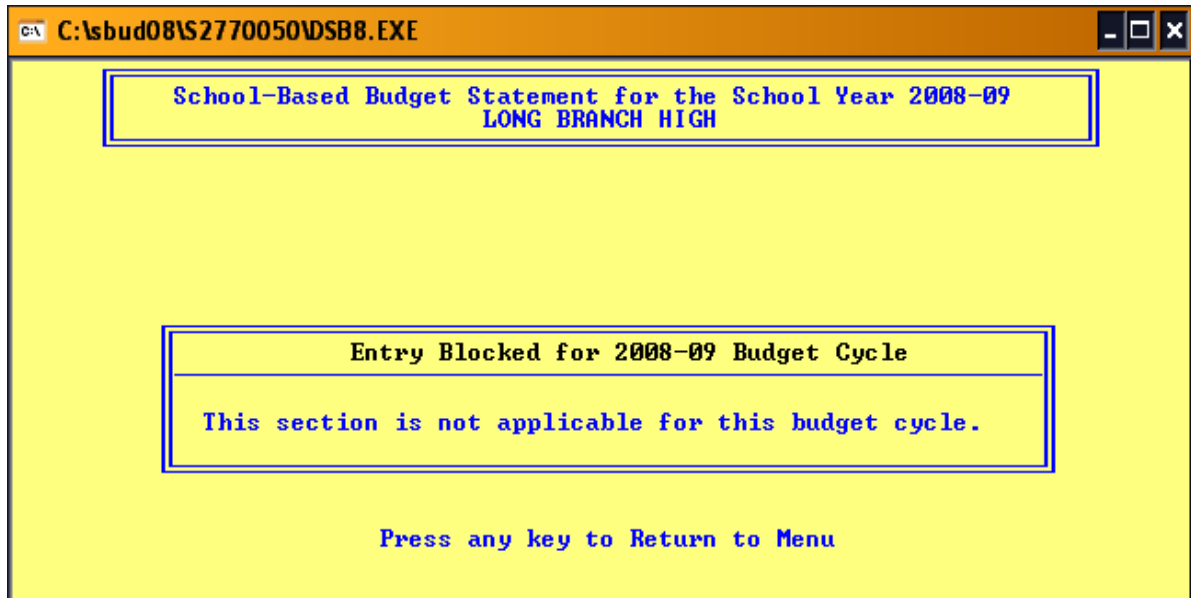 C:\sbud08\S2770050\DSB8.EXE
School-Based Budget Statement for the School Year 2008-09
LONG BRANCH HIGH
Entry Blocked for 2008-09 Budget Cycle
This section is not applicable for this budget cycle.
Press any key to Return to Menu